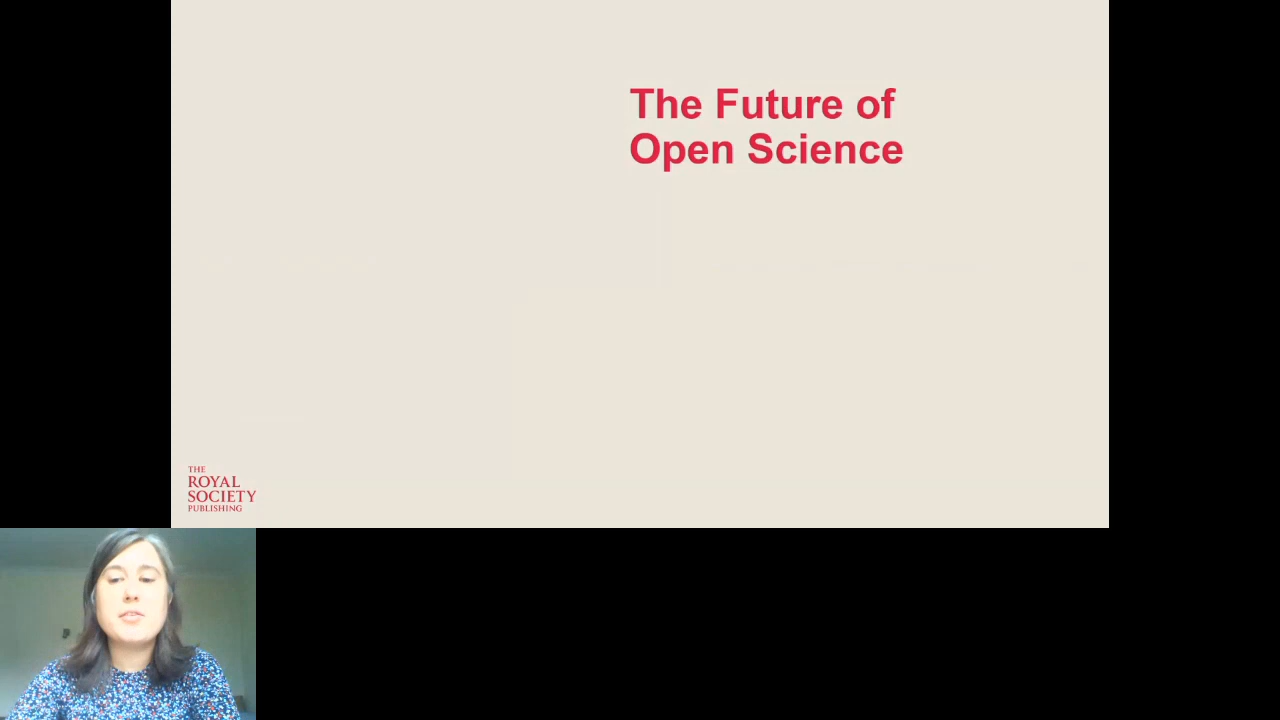 The Future of
Open Science
THE
ROYAL
SOCIETY
PUBLISHING